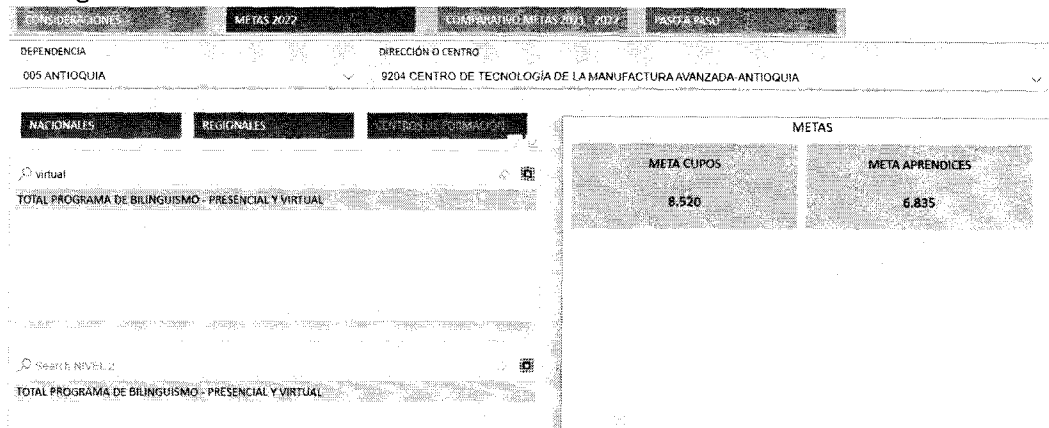 CONSIDERACIONES METAS 2022 COMPARATIVO METAS 2021 - 2022 PASO A PASO
DEPENDENCIA DIRECCIÓN O CENTRO
005 ANTIOQUIA 9204 CENTRO DE TECNOLOGÍA DE LA MANUFACTURA AVANZADA-ANTIOQUIA
NACIONALES REGIONALES CENTROS DE FORMACIÓN METAS
META CUPOS META APRENDICES
virtual
TOTAL PROGRAMA DE BILINGUISMO - PRESENCIAL Y VIRTUAL 8.520 6.835
Search NIVEL 2
TOTAL PROGRAMA DE BILINGUISMO - PRESENCIAL Y VIRTUAL